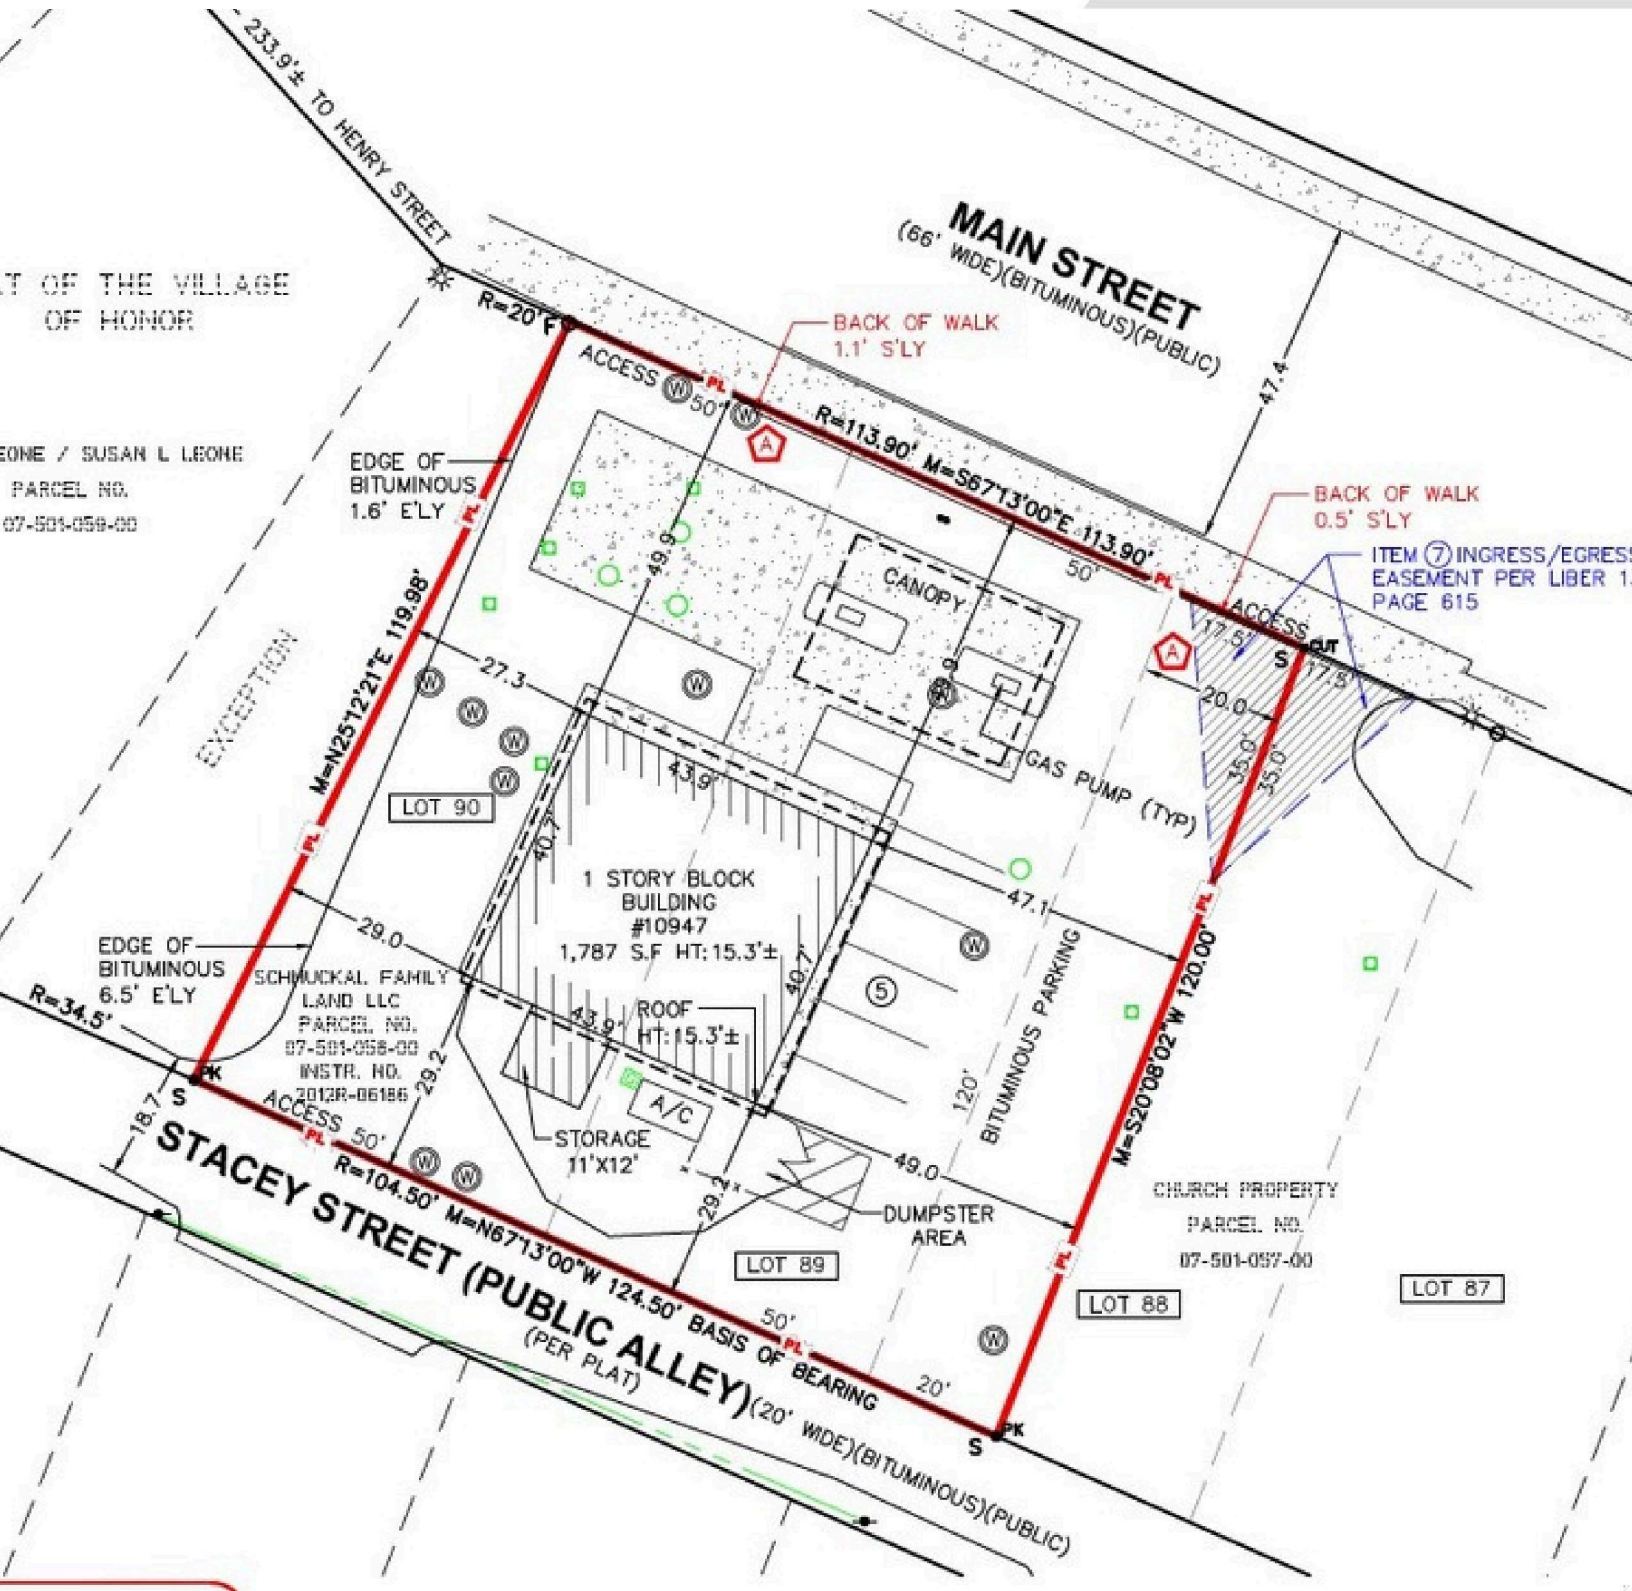 233.9'± TO HENRY STREET
MAIN STREET
(66' WIDE)(BITUMINOUS)(PUBLIC)
OF THE VILLAGE
OF HONOR
R=20'
F
ACCESS
50'
BACK OF WALK
1.1' S'LY
47.4
R=113.90' M=S67°13'00"E 113.90'
50'
BACK OF WALK
0.5' S'LY
ITEM 7 INGRESS/EGRESS
EASEMENT PER LIBER
PAGE 615
/ SUSAN L LEONE
PARCEL NO.
07-501-059-00
EDGE OF
BITUMINOUS
1.6' E'LY
PL
PL
PL
PL
PL
PL
PL
PL
PL
A
A
W
W
W
W
W
W
W
W
W
W
W
W
49.9
CANOPY
ACCESS
17.5'
S
CUT
17.5'
20.0
35.0'
35.0'
M=N25°12'21"E 119.98'
27.3
EXCEPTION
GAS PUMP (TYP)
43.9'
40.7'
LOT 90
1 STORY BLOCK
BUILDING
#10947
1,787 S.F HT: 15.3'±
47.1
29.0
40.7'
5
BITUMINOUS PARKING
120'
M=S20°08'02"W 120.00'
EDGE OF
BITUMINOUS
6.5' E'LY
R=34.5'
SCHMUCKAL FAMILY
LAND LLC
PARCEL NO.
07-501-058-00
INSTR. NO.
2012R-06186
ROOF
HT: 15.3'±
43.9'
29.2
PK
S
18.7
ACCESS
50'
A/C
STORAGE
11'X12'
29.2
49.0
DUMPSTER
AREA
CHURCH PROPERTY
PARCEL NO.
07-501-057-00
STACEY STREET (PUBLIC ALLEY)
(20' WIDE)(BITUMINOUS)(PUBLIC)
(PER PLAT)
R=104.50' M=N67°13'00"W 124.50' BASIS OF BEARING
LOT 89
50'
20'
LOT 88
LOT 87
PK
S